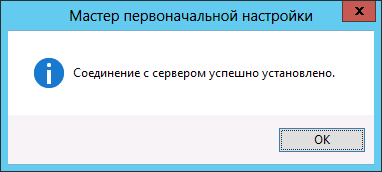 Мастер первоначальной настройки
Соединение с сервером успешно установлено.
OK